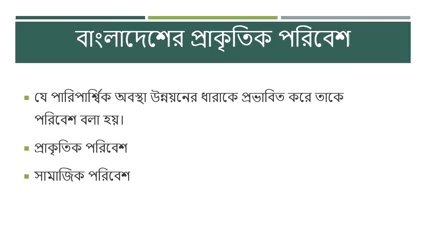 বাংলাদেশের প্রাকৃতিক পরিবেশ
যে পারিপার্শ্বিক অবস্থা উন্নয়নের ধারাকে প্রভাবিত করে তাকে
পরিবেশ বলা হয়।
প্রাকৃতিক পরিবেশ
সামাজিক পরিবেশ